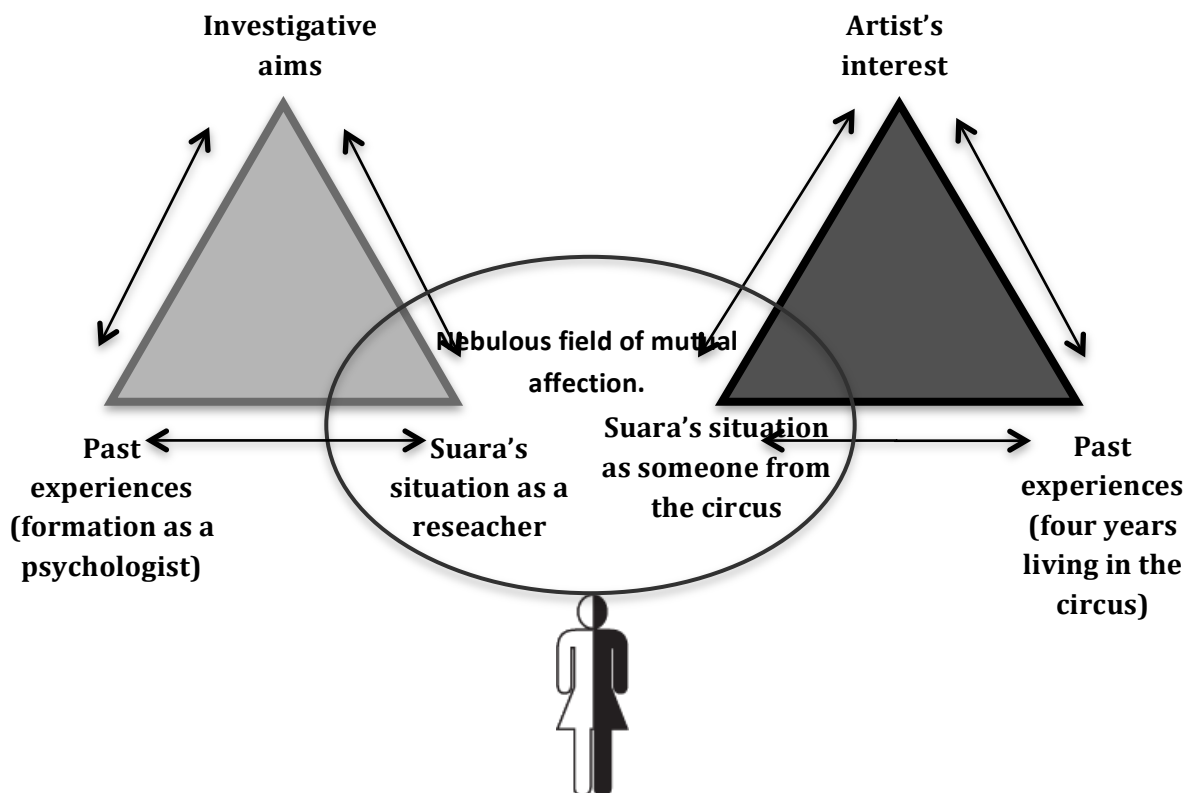 Investigative
aims
Artist’s
interest
Nebulous field of mutual
affection.
Past
experiences
(formation as a
psychologist)
Suara’s
situation as a
reseacher
Suara’s situation
as someone from
the circus
Past
experiences
(four years
living in the
circus)